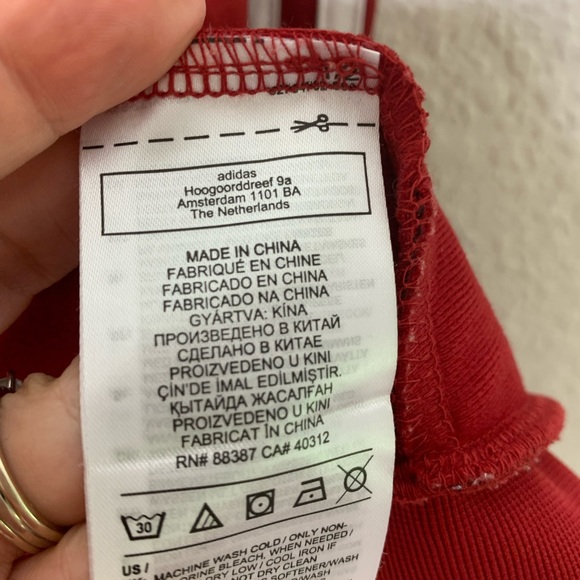 adidas
Hoogoorddreef 9a
Amsterdam 1101 BA
The Netherlands
MADE IN CHINA
FABRIQUÉ EN CHINE
FABRICADO EN CHINA
FABRICADO NA CHINA
GYÁRTVA: KÍNA
ПРОИЗВЕДЕНО В КИТАЙ
СДЕЛАНО В КИТАЕ
PROIZVEDENO U KINI
ÇİN'DE İMAL EDİLMİŞTİR.
ҚЫТАЙДА ЖАСАЛҒАН
PROIZVEDENO U KINI
FABRICAT ÎN CHINA
RN# 88387 CA# 40312
30
US /
MACHINE WASH COLD / ONLY NON-
CHLORINE BLEACH, WHEN NEEDED /
DRY LOW / COOL IRON IF
NOT DRY CLEAN
SOFTENER/WASH